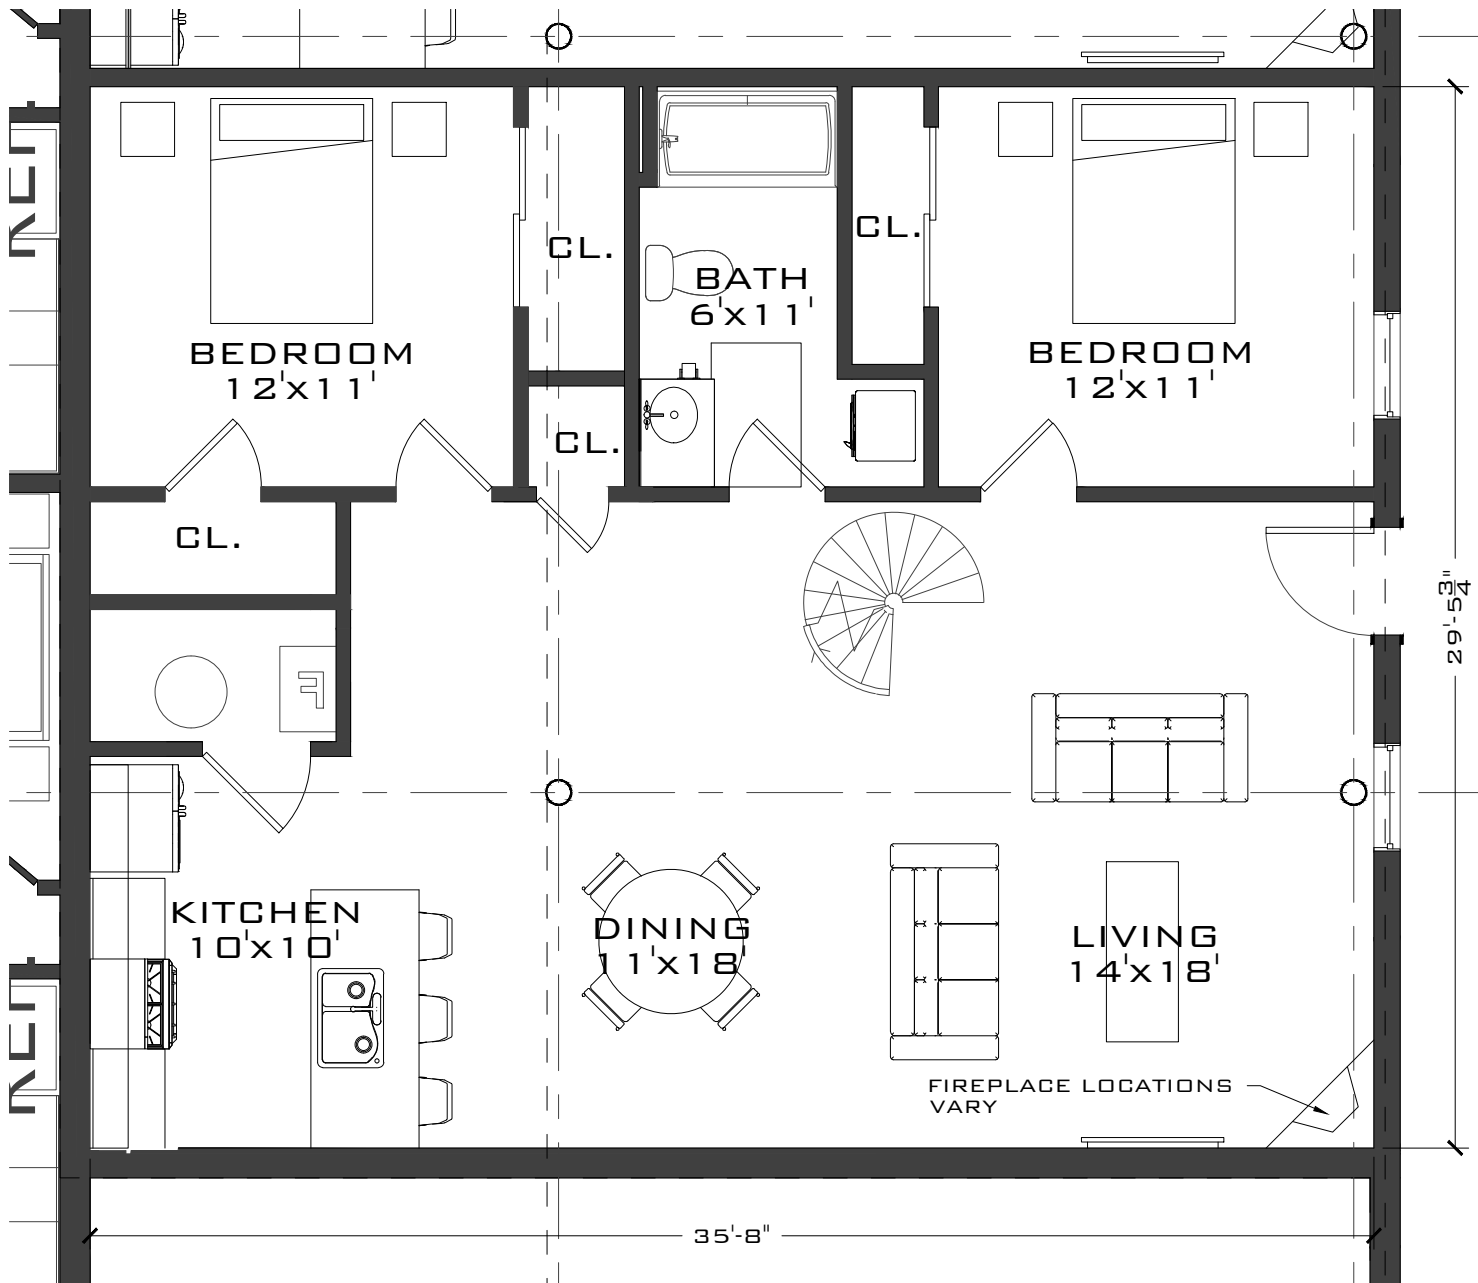 CL.
BATH
6'x11'
CL.
BEDROOM
12'x11'
BEDROOM
12'x11'
CL.
CL.
29'-5 3/4"
KITCHEN
10'x10'
DINING
11'x18'
LIVING
14'x18'
FIREPLACE LOCATIONS
VARY
35'-8"